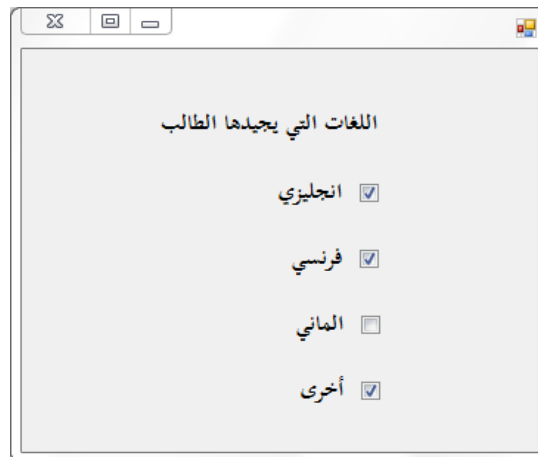 اللغات التي يجيدها الطالب
انجليزي
فرنسي
الماني
أخرى